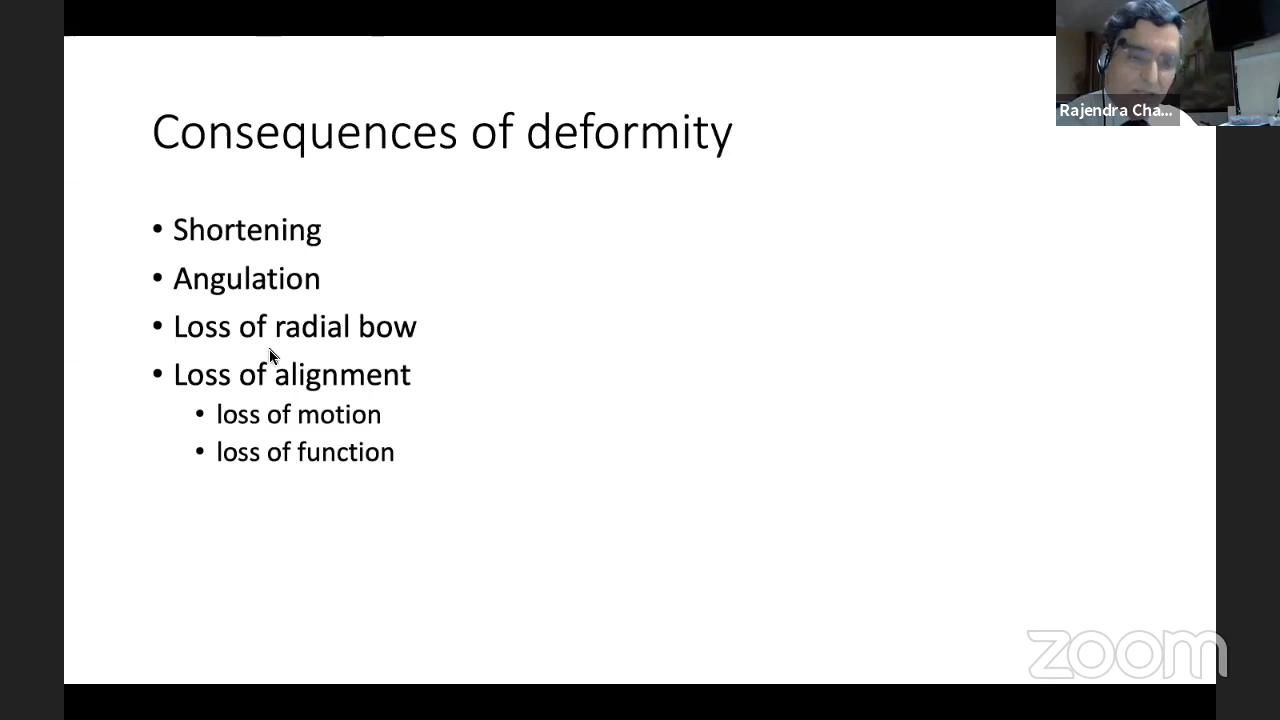 Rajendra Cha...
Consequences of deformity
• Shortening
• Angulation
• Loss of radial bow
• Loss of alignment
• loss of motion
• loss of function
zoom